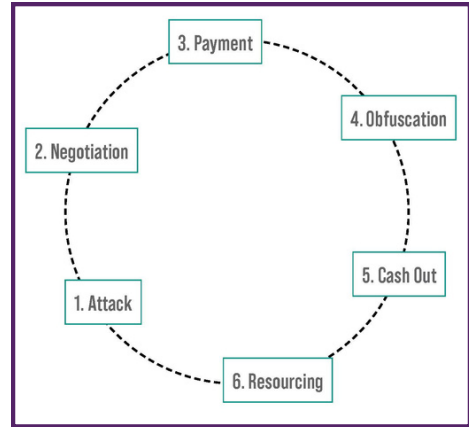 3. Payment
4. Obfuscation
2. Negotiation
5. Cash Out
1. Attack
6. Resourcing